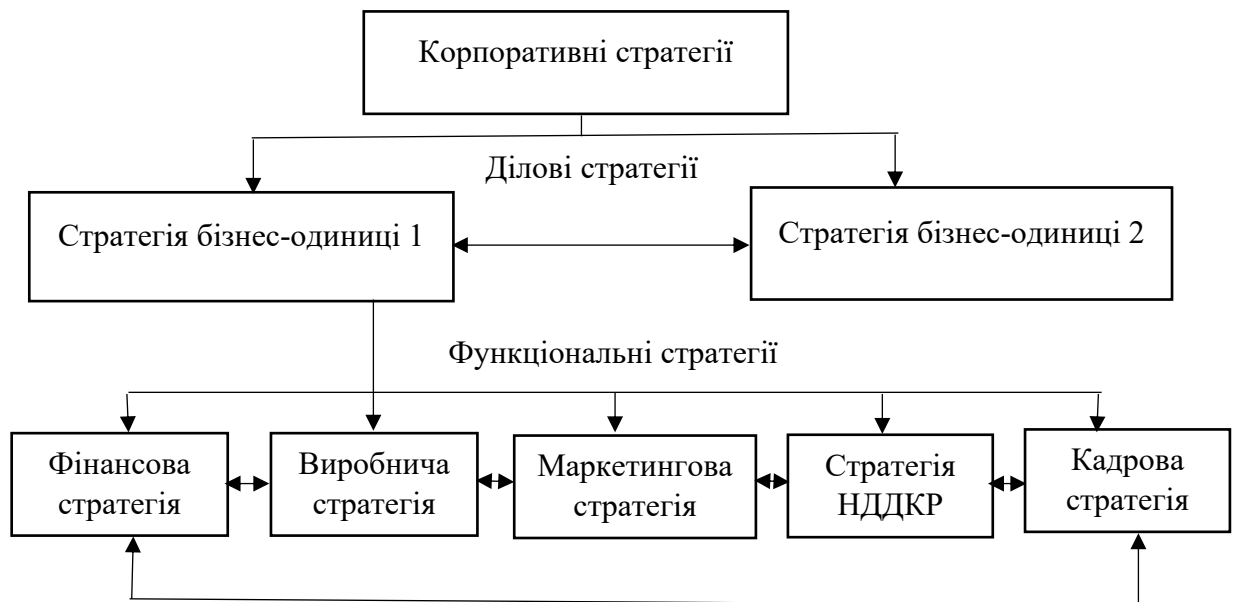 Корпоративні стратегії
Ділові стратегії
Стратегія бізнес-одиниці 1
Стратегія бізнес-одиниці 2
Функціональні стратегії
Фінансова
стратегія
Виробнича
стратегія
Маркетингова
стратегія
Стратегія
НДДКР
Кадрова
стратегія